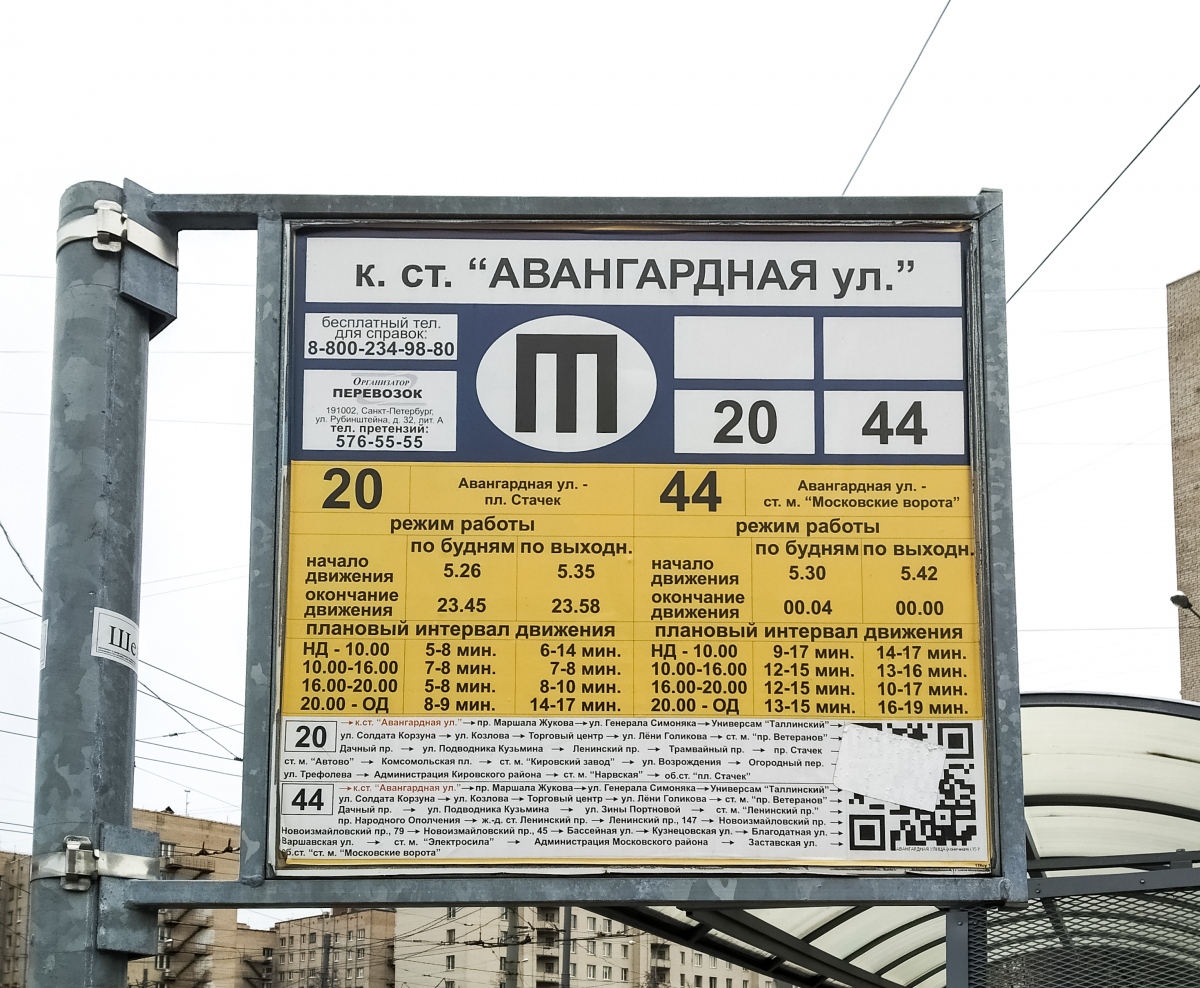 к. ст. “АВАНГАРДНАЯ ул.”
бесплатный тел.
для справок:
8-800-234-98-80
Организатор
ПЕРЕВОЗОК
191002, Санкт-Петербург,
ул. Рубинштейна, д. 32, лит. А
тел. претензий:
576-55-55
Ш
20 44
20 Авангардная ул. -
пл. Стачек
44 Авангардная ул. -
ст. м. “Московские ворота”
режим работы режим работы
по будням по выходн. по будням по выходн.
начало
движения 5.26 5.35 начало
движения 5.30 5.42
окончание
движения 23.45 23.58 окончание
движения 00.04 00.00
плановый интервал движения плановый интервал движения
НД - 10.00 5-8 мин. 6-14 мин. НД - 10.00 9-17 мин. 14-17 мин.
10.00-16.00 7-8 мин. 7-8 мин. 10.00-16.00 12-15 мин. 13-16 мин.
16.00-20.00 5-8 мин. 8-10 мин. 16.00-20.00 12-15 мин. 10-17 мин.
20.00 - ОД 8-9 мин. 14-17 мин. 20.00 - ОД 13-15 мин. 16-19 мин.
20
→к.ст. “Авангардная ул.”→пр. Маршала Жукова→ул. Генерала Симоняка→Универсам “Таллинский”→
ул. Солдата Корзуна → ул. Козлова → Торговый центр → ул. Лёни Голикова → ст. м. “пр. Ветеранов” →
Дачный пр. → ул. Подводника Кузьмина → Ленинский пр. → Трамвайный пр. → пр. Стачек →
ст. м. “Автово” → Комсомольская пл. → ст. м. “Кировский завод” → ул. Возрождения → Огородный пер. →
ул. Трефолева → Администрация Кировского района → ст. м. “Нарвская” → об.ст. “пл. Стачек”
44
→к.ст. “Авангардная ул.”→пр. Маршала Жукова→ул. Генерала Симоняка→Универсам “Таллинский”→
ул. Солдата Корзуна → ул. Козлова → Торговый центр → ул. Лёни Голикова → ст. м. “пр. Ветеранов” →
Дачный пр. → ул. Подводника Кузьмина → ул. Зины Портновой → ст. м. “Ленинский пр.” →
пр. Народного Ополчения → ж.-д. ст. Ленинский пр. → Ленинский пр., 147 → Новоизмайловский пр. →
Новоизмайловский пр., 79 → Новоизмайловский пр., 45 → Бассейная ул. → Кузнецовская ул. → Благодатная ул. →
Варшавская ул. → ст. м. “Электросила” → Администрация Московского района → Заставская ул. →
об.ст. “ст. м. “Московские ворота”
Ше